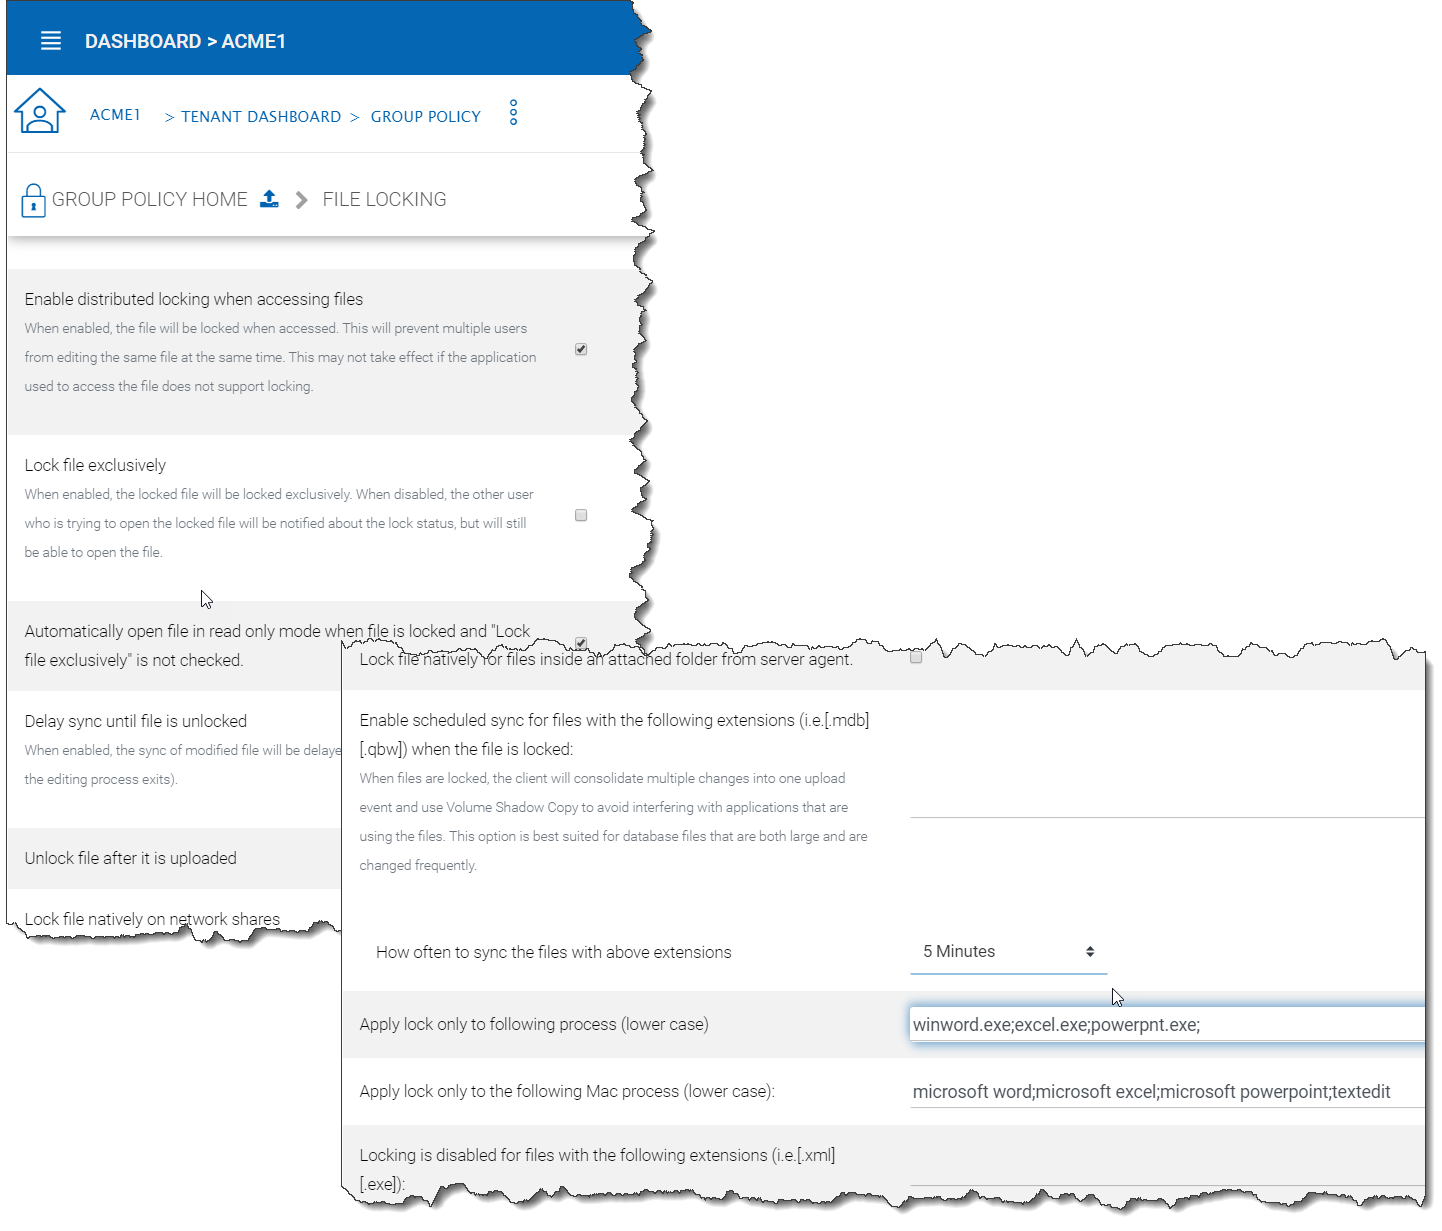 DASHBOARD > ACME1
ACME1 > TENANT DASHBOARD > GROUP POLICY
GROUP POLICY HOME FILE LOCKING
Enable distributed locking when accessing files
When enabled, the file will be locked when accessed. This will prevent multiple users
from editing the same file at the same time. This may not take effect if the application
used to access the file does not support locking.
Lock file exclusively
When enabled, the locked file will be locked exclusively. When disabled, the other user
who is trying to open the locked file will be notified about the lock status, but will still
be able to open the file.
Automatically open file in read only mode when file is locked and "Lock
file exclusively" is not checked.
Delay sync until file is unlocked
When enabled, the sync of modified file will be delaye
the editing process exits).
Unlock file after it is uploaded
Lock file natively on network shares
Lock file natively for files inside an attached folder from server agent.
Enable scheduled sync for files with the following extensions (i.e.[.mdb]
[.qbw]) when the file is locked:
When files are locked, the client will consolidate multiple changes into one upload
event and use Volume Shadow Copy to avoid interfering with applications that are
using the files. This option is best suited for database files that are both large and are
changed frequently.
How often to sync the files with above extensions 5 Minutes
Apply lock only to following process (lower case) winword.exe;excel.exe;powerpnt.exe;
Apply lock only to the following Mac process (lower case): microsoft word;microsoft excel;microsoft powerpoint;textedit
Locking is disabled for files with the following extensions (i.e.[.xml]
[.exe]):